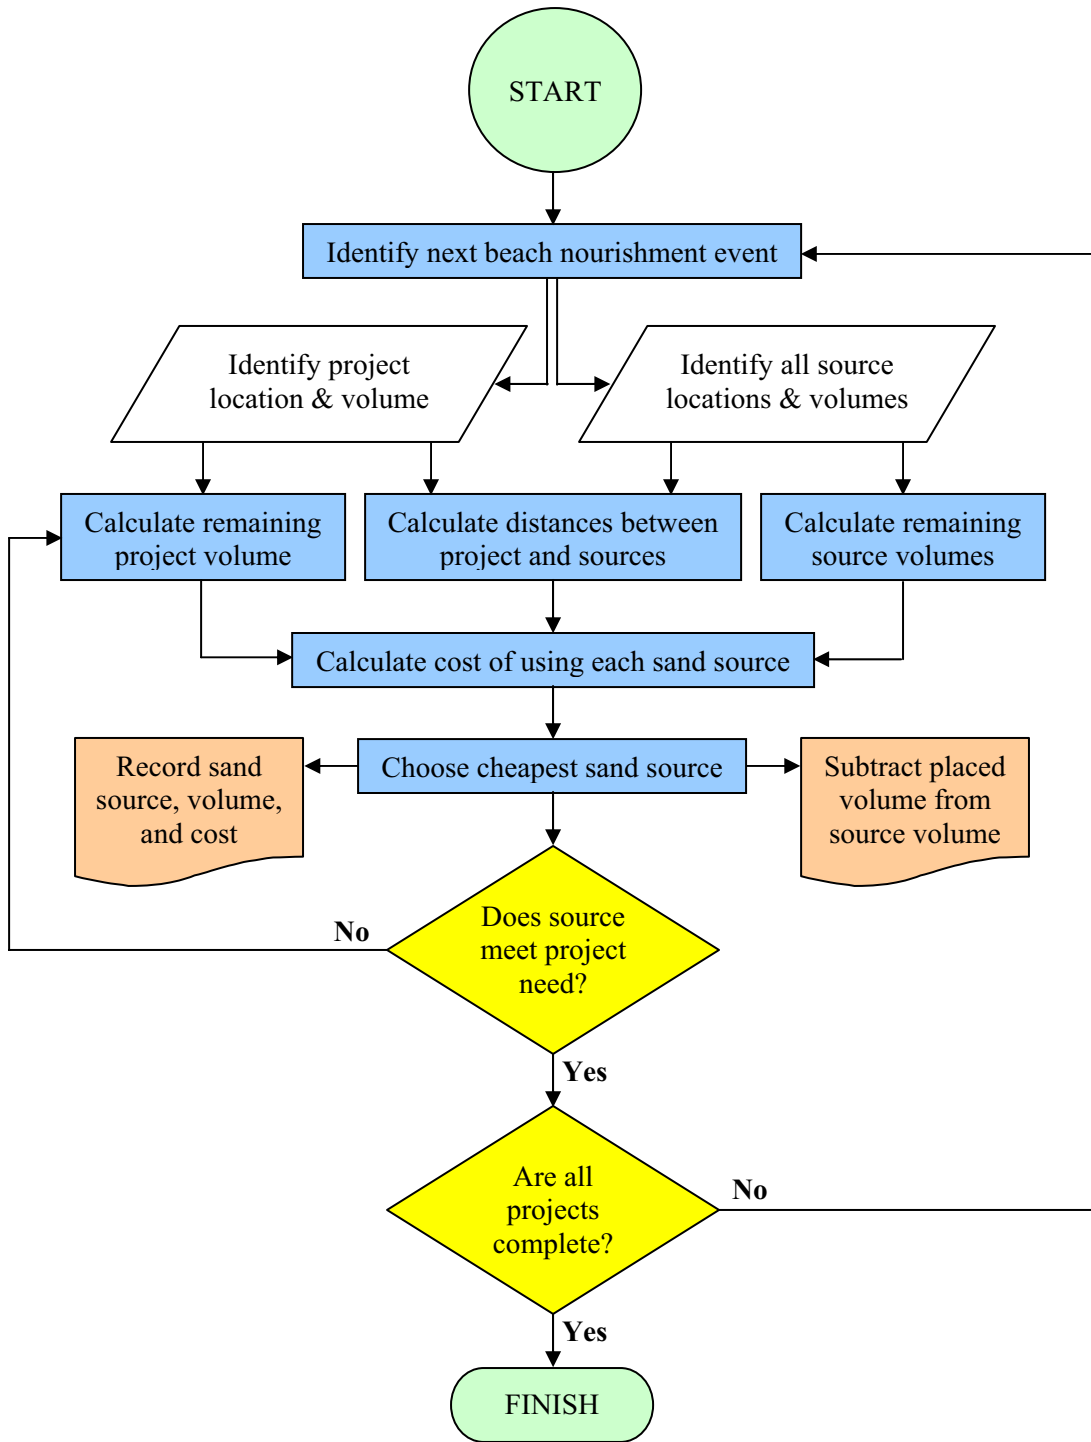 START
Identify next beach nourishment event
Identify project
location & volume
Identify all source
locations & volumes
Calculate remaining
project volume
Calculate distances between
project and sources
Calculate remaining
source volumes
Calculate cost of using each sand source
Record sand
source, volume,
and cost
Choose cheapest sand source
Subtract placed
volume from
source volume
No
Does source
meet project
need?
Yes
Are all
projects
complete?
No
Yes
FINISH